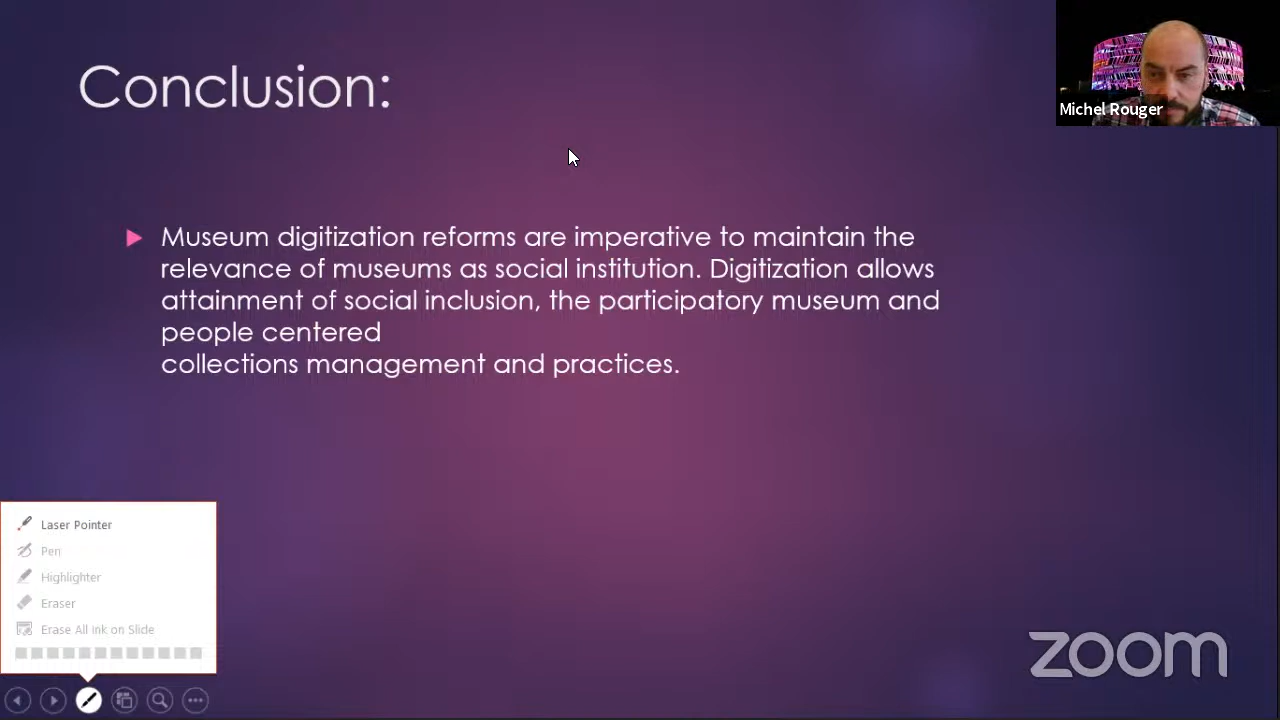 Conclusion:
Michel Rouger
Museum digitization reforms are imperative to maintain the
relevance of museums as social institution. Digitization allows
attainment of social inclusion, the participatory museum and
people centered
collections management and practices.
Laser Pointer
Pen
Highlighter
Eraser
Erase All Ink on Slide
zoom